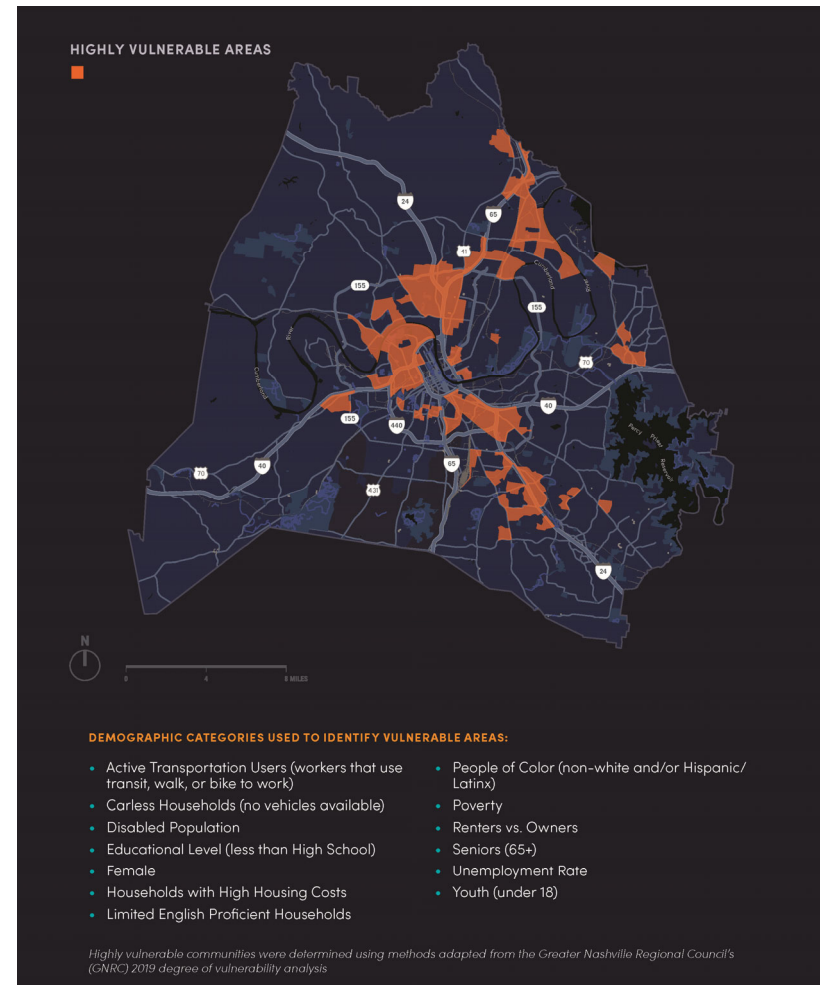 HIGHLY VULNERABLE AREAS
24
65
41
155
Cumberland
River
155
River
70
Cumberland
40
Percy
Priest
Reservoir
155
440
65
40
70
431
24
N
0
4
8 MILES
DEMOGRAPHIC CATEGORIES USED TO IDENTIFY VULNERABLE AREAS:
• Active Transportation Users (workers that use
transit, walk, or bike to work)
• Carless Households (no vehicles available)
• Disabled Population
• Educational Level (less than High School)
• Female
• Households with High Housing Costs
• Limited English Proficient Households
• People of Color (non-white and/or Hispanic/
Latinx)
• Poverty
• Renters vs. Owners
• Seniors (65+)
• Unemployment Rate
• Youth (under 18)
Highly vulnerable communities were determined using methods adapted from the Greater Nashville Regional Council's
(GNRC) 2019 degree of vulnerability analysis